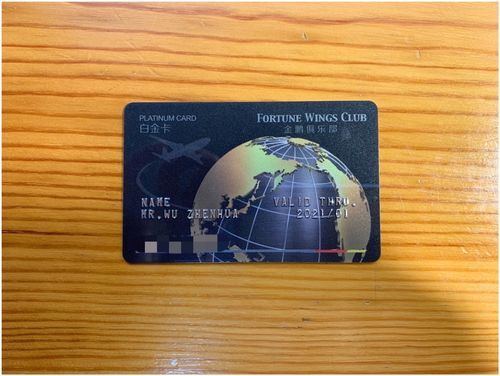 PLATINUM CARD
白金卡
FORTUNE WINGS CLUB
金鹏俱乐部
NAME
VALID THRU.
MR.WU ZHENHUA
2021/01